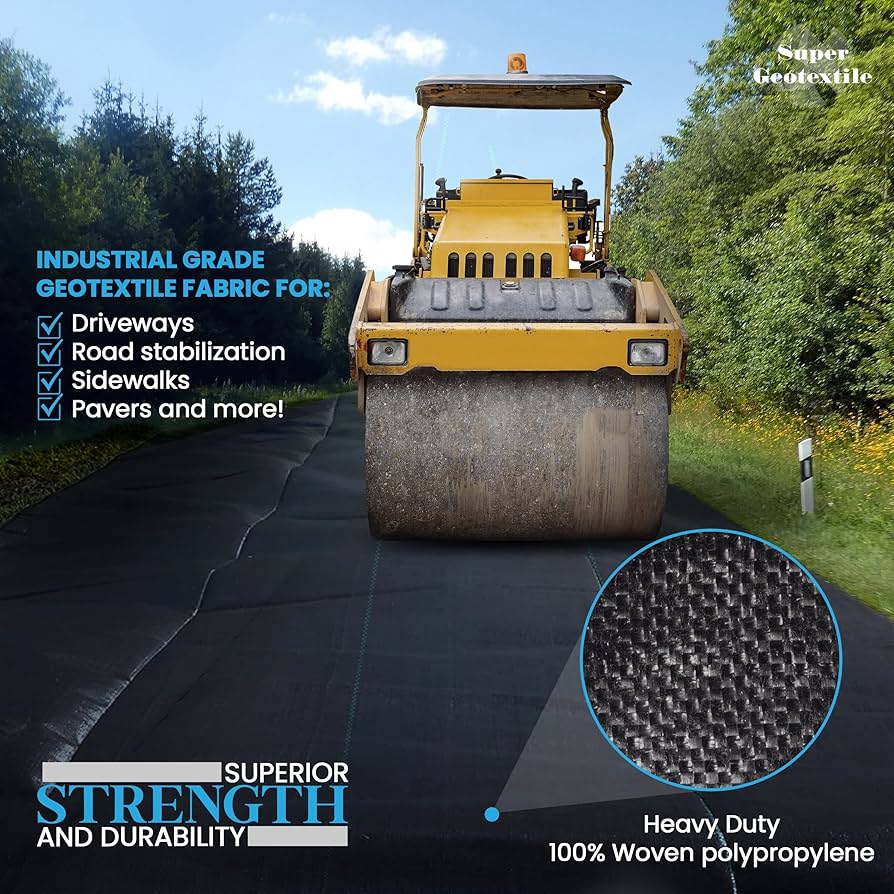 Super
Geotextile
INDUSTRIAL GRADE
GEOTEXTILE FABRIC FOR:
Driveways
Road stabilization
Sidewalks
Pavers and more!
SUPERIOR
STRENGTH
AND DURABILITY
Heavy Duty
100% Woven polypropylene